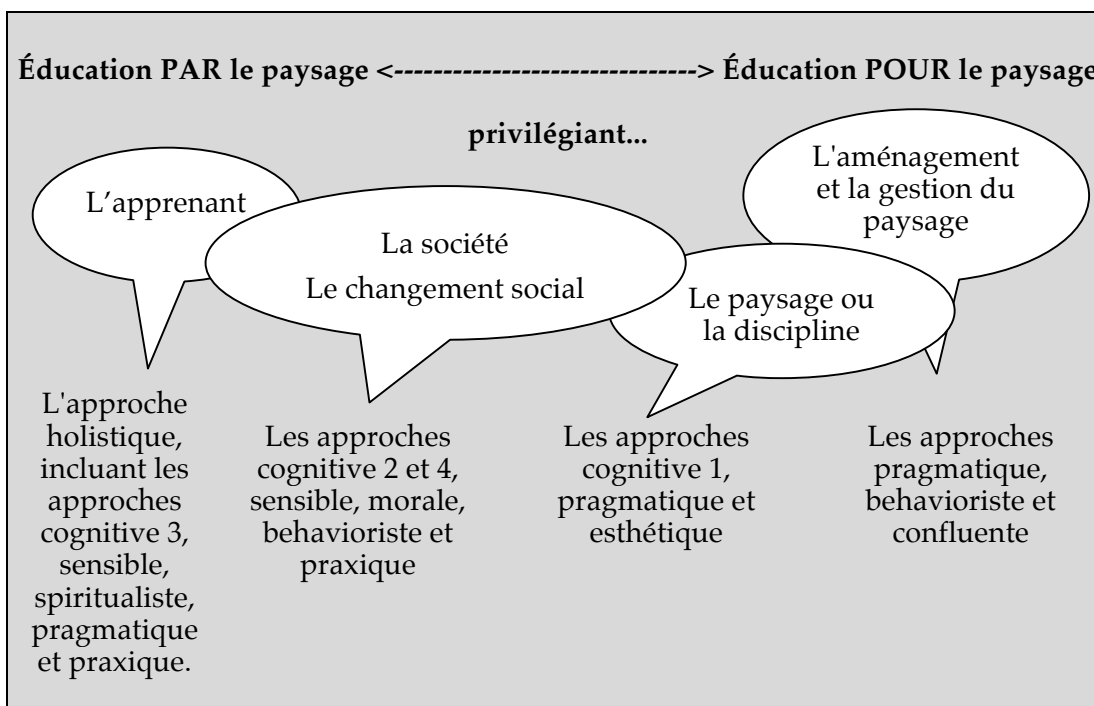 Éducation PAR le paysage <-------------------------------> Éducation POUR le paysage
privilégiant...
L’apprenant
La société
Le changement social
Le paysage ou
la discipline
L'aménagement
et la gestion du
paysage
L'approche
holistique,
incluant les
approches
cognitive 3,
sensible,
spiritualiste,
pragmatique
et praxique.
Les approches
cognitive 2 et 4,
sensible, morale,
behavioriste et
praxique
Les approches
cognitive 1,
pragmatique et
esthétique
Les approches
pragmatique,
behavioriste et
confluente